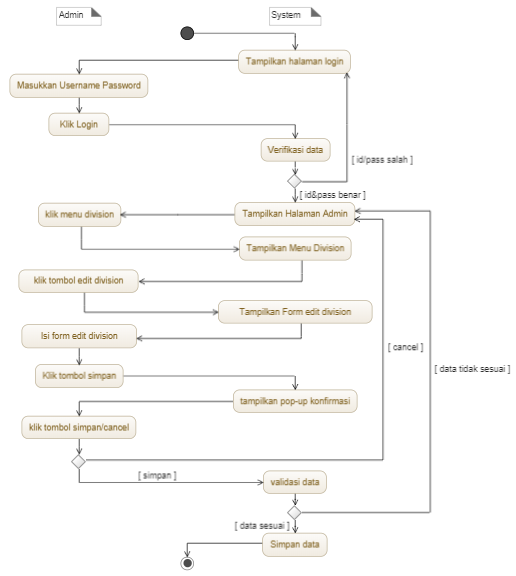 Admin
System
Tampilkan halaman login
Masukkan Username Password
Klik Login
Verifikasi data
[ id/pass salah ]
[ id&pass benar ]
Tampilkan Halaman Admin
klik menu division
Tampilkan Menu Division
klik tombol edit division
Tampilkan Form edit division
Isi form edit division
[ cancel ]
[ data tidak sesuai ]
Klik tombol simpan
tampilkan pop-up konfirmasi
klik tombol simpan/cancel
[ simpan ]
validasi data
[ data sesuai ]
Simpan data